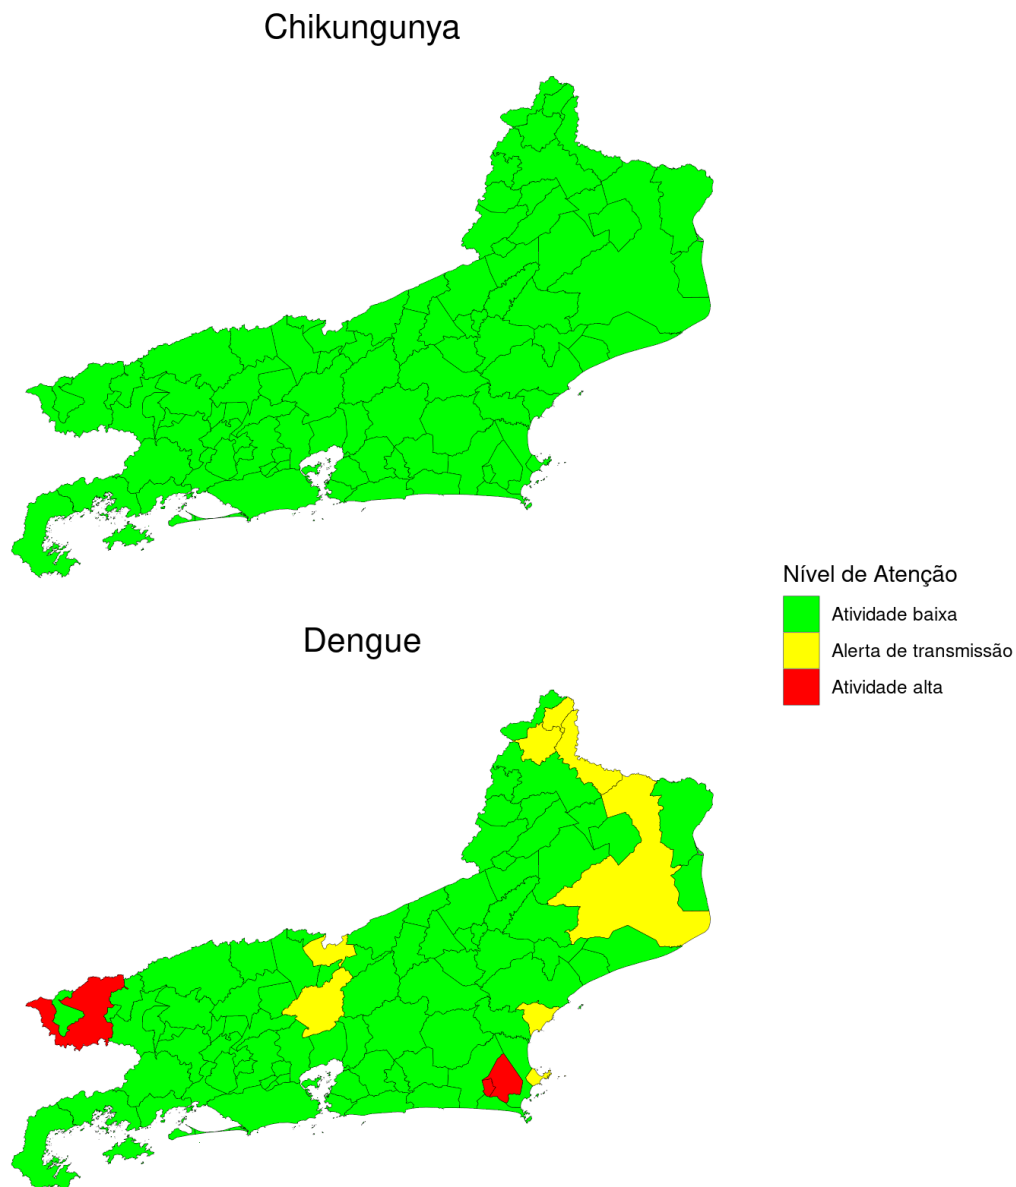 Chikungunya
Nível de Atenção
Atividade baixa
Alerta de transmissão
Atividade alta
Dengue